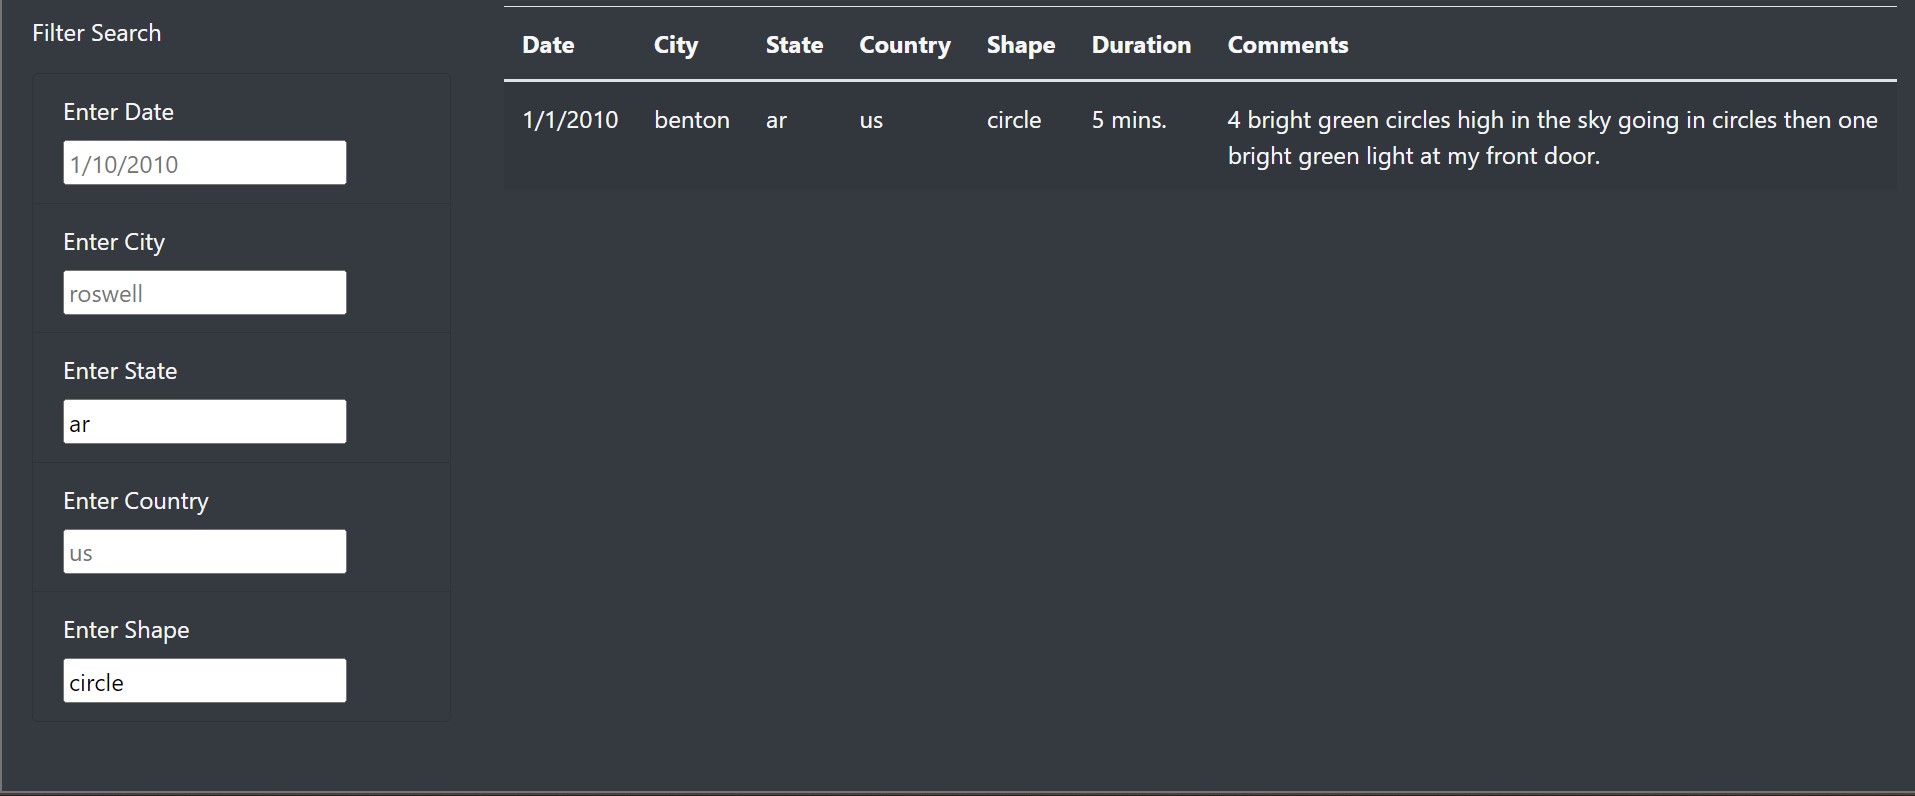 Filter Search
Enter Date
1/10/2010
Enter City
roswell
Enter State
ar
Enter Country
us
Enter Shape
circle
Date City State Country Shape Duration Comments
1/1/2010 benton ar us circle 5 mins. 4 bright green circles high in the sky going in circles then one
bright green light at my front door.